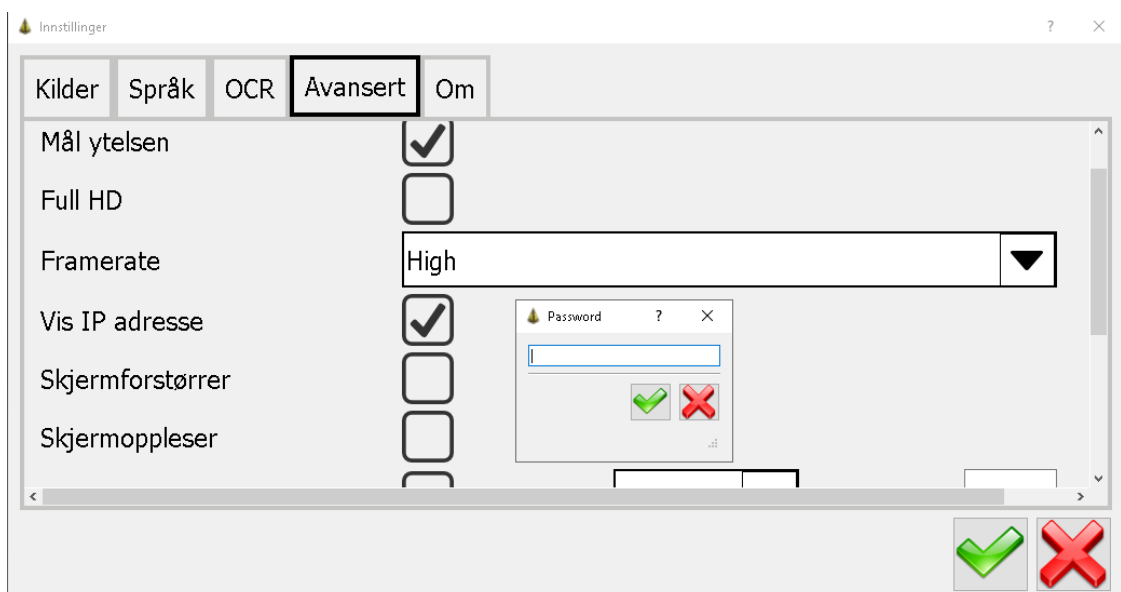 Innstillinger
Kilder Språk OCR Avansert Om
Mål ytelsen
Full HD
Framerate High
Vis IP adresse
Password
Skjermforstørrer
Skjermoppleser